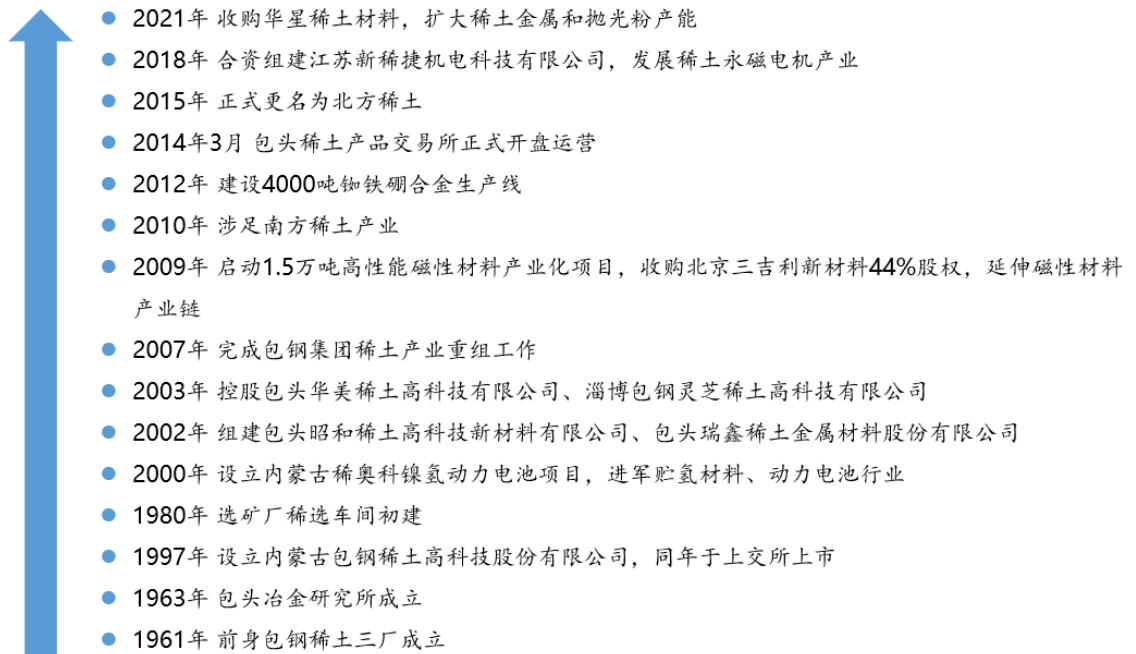 2021年 收购华星稀土材料，扩大稀土金属和抛光粉产能
2018年 合资组建江苏新稀捷机电科技有限公司，发展稀土永磁电机产业
2015年 正式更名为北方稀土
2014年3月 包头稀土产品交易所正式开盘运营
2012年 建设4000吨铷铁硼合金生产线
2010年 涉足南方稀土产业
2009年 启动1.5万吨高性能磁性材料产业化项目，收购北京三吉利新材料44%股权，延伸磁性材料
产业链
2007年 完成包钢集团稀土产业重组工作
2003年 控股包头华美稀土高科技有限公司、淄博包钢灵芝稀土高科技有限公司
2002年 组建包头昭和稀土高科技新材料有限公司、包头瑞鑫稀土金属材料股份有限公司
2000年 设立内蒙古稀奥科镍氢动力电池项目，进军贮氢材料、动力电池行业
1980年 选矿厂稀选车间初建
1997年 设立内蒙古包钢稀土高科技股份有限公司，同年于上交所上市
1963年 包头冶金研究所成立
1961年 前身包钢稀土三厂成立